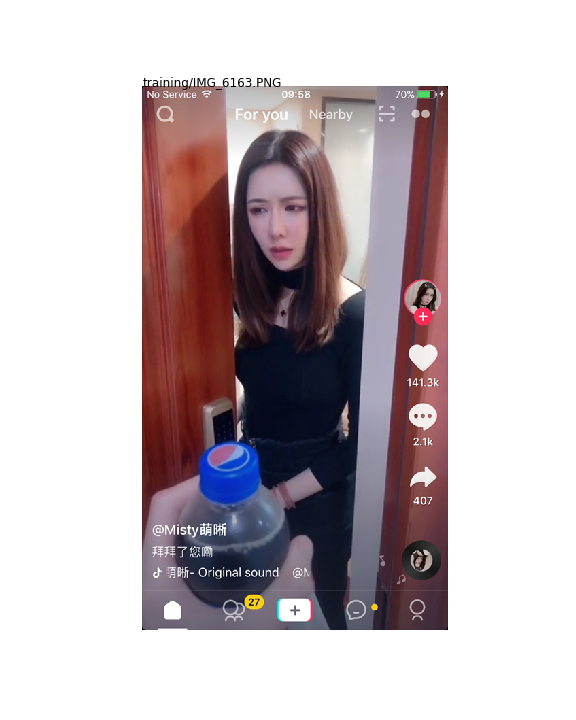 training/IMG_6163.PNG
No Service 09:58 70%
For you Nearby
141.3k
2.1k
407
@Misty萌晰
拜拜了您嘞
萌晰- Original sound @M
27